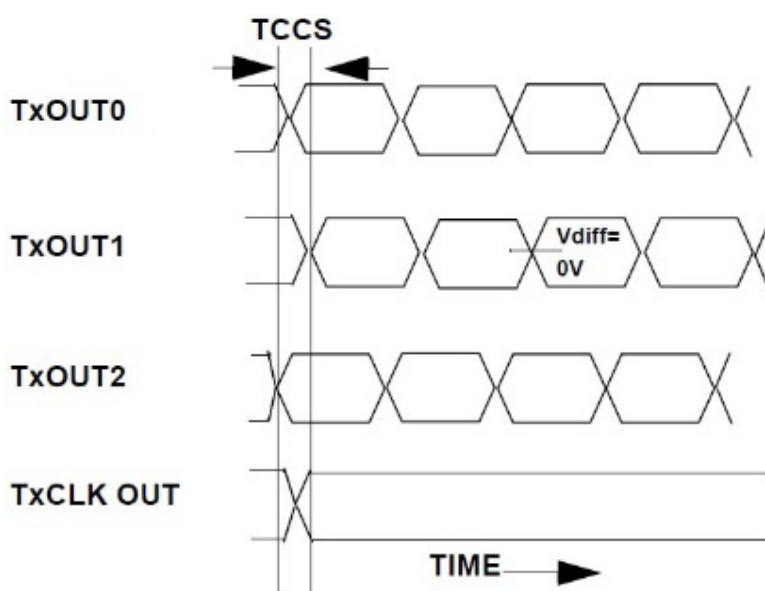 TCCS
TxOUT0
TxOUT1
Vdiff=
0V
TxOUT2
TxCLK OUT
TIME